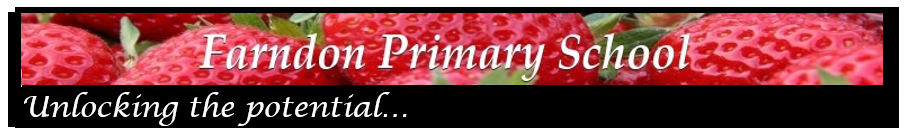 Farndon Primary School
Unlocking the potential...